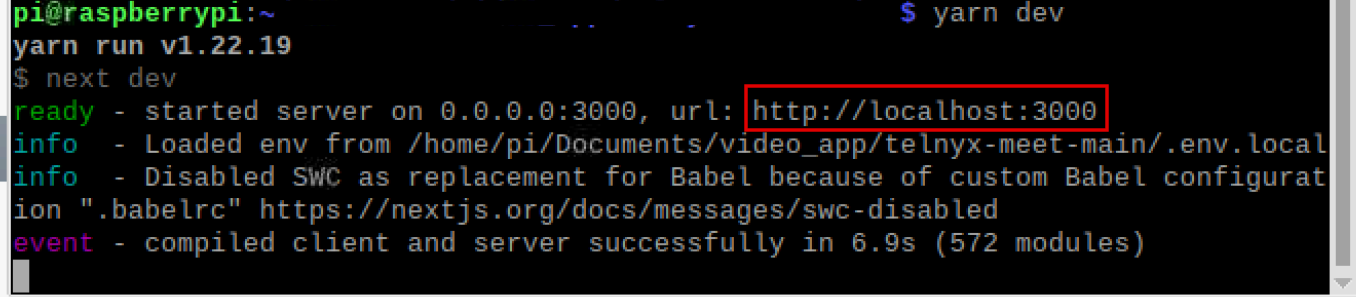 pi@raspberrypi:~ $ yarn dev
yarn run v1.22.19
$ next dev
ready - started server on 0.0.0.0:3000, url: http://localhost:3000
info  - Loaded env from /home/pi/Documents/video_app/telnyx-meet-main/.env.local
info  - Disabled SWC as replacement for Babel because of custom Babel configurat
ion ".babelrc" https://nextjs.org/docs/messages/swc-disabled
event - compiled client and server successfully in 6.9s (572 modules)